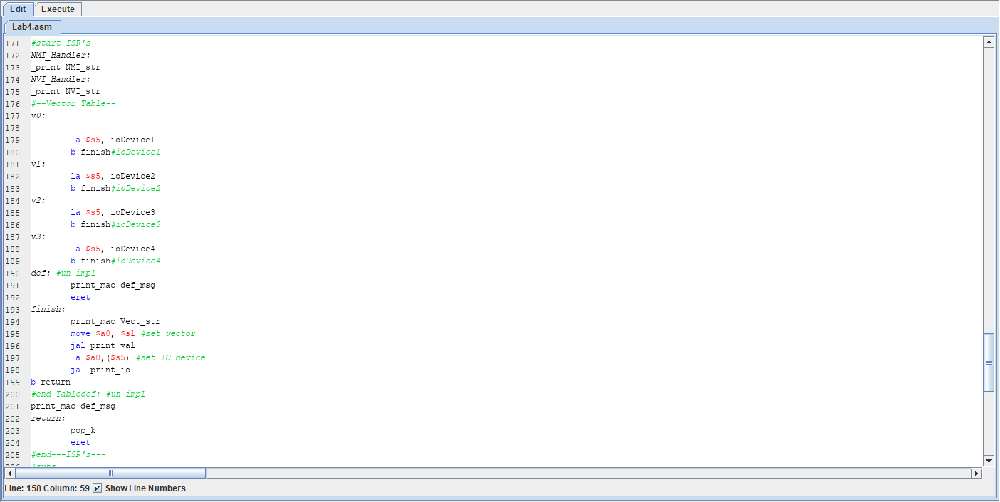 Edit Execute
Lab4.asm
171 #start ISR's
172 NMI_Handler:
173 _print NMI_str
174 NVI_Handler:
175 _print NVI_str
176 #--Vector Table--
177 v0:
178
179 la $s5, ioDevice1
180 b finish#ioDevice1
181 v1:
182 la $s5, ioDevice2
183 b finish#ioDevice2
184 v2:
185 la $s5, ioDevice3
186 b finish#ioDevice3
187 v3:
188 la $s5, ioDevice4
189 b finish#ioDevice4
190 def: #un-impl
191 print_mac def_msg
192 eret
193 finish:
194 print_mac Vect_str
195 move $a0, $s1 #set vector
196 jal print_val
197 la $a0,($s5) #set IO device
198 jal print_io
199 b return
200 #end Tabledef: #un-impl
201 print_mac def_msg
202 return:
203 pop_k
204 eret
205 #end---ISR's---
206 #subs
Line: 158 Column: 59 Show Line Numbers